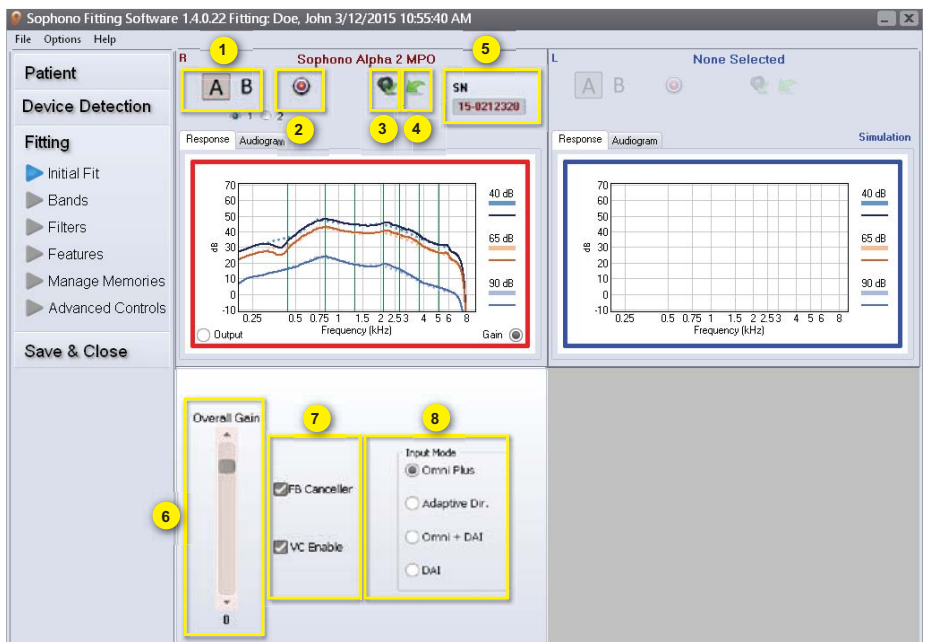 Sophono Fitting Software 1.4.0.22 Fitting: Doe, John 3/12/2015 10:55:40 AM
File Options Help
Patient
Device Detection
Fitting
Initial Fit
Bands
Filters
Features
Manage Memories
Advanced Controls
Save & Close
R Sophono Alpha 2 MPO
1
5
A B
SN
15-0212320
1 2
2
3
4
Response Audiogram
70
60
50
40
30
20
10
0
-10
dB
0.25 0.5 0.75 1 1.5 2 2.5 3 4 5 6 8
Frequency (kHz)
40 dB
65 dB
90 dB
Output
Gain
L None Selected
A B
Response Audiogram Simulation
70
60
50
40
30
20
10
0
-10
dB
0.25 0.5 0.75 1 1.5 2 2.5 3 4 5 6 8
Frequency (kHz)
40 dB
65 dB
90 dB
Overall Gain
6
0
7
FB Canceller
VC Enable
8
Input Mode
Omni Plus
Adaptive Dir.
Omni + DAI
DAI